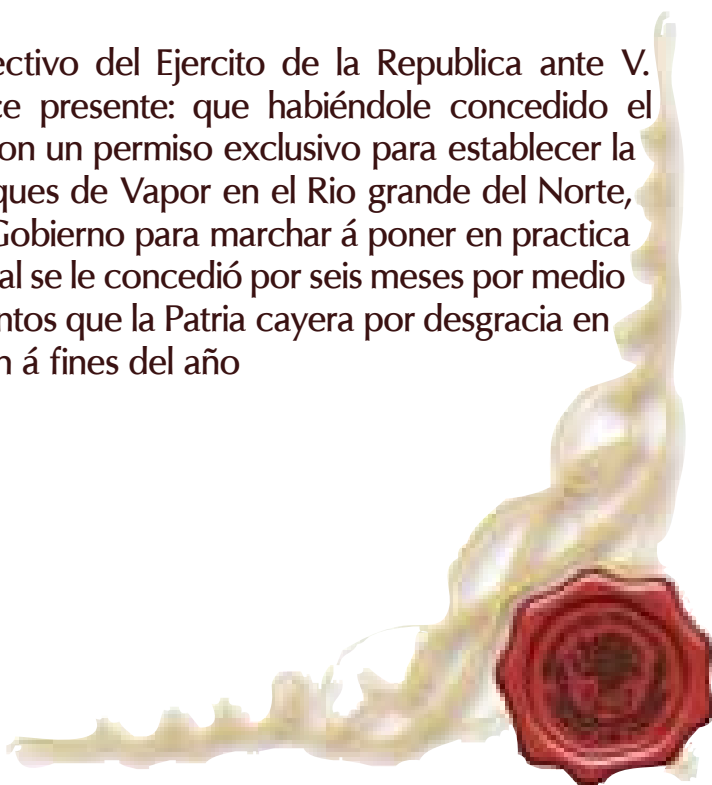 ectivo del Ejercito de la Republica ante V.
ce presente: que habiéndole concedido el
on un permiso exclusivo para establecer la
ques de Vapor en el Rio grande del Norte,
Gobierno para marchar á poner en practica
al se le concedió por seis meses por medio
ntos que la Patria cayera por desgracia en
n á fines del año